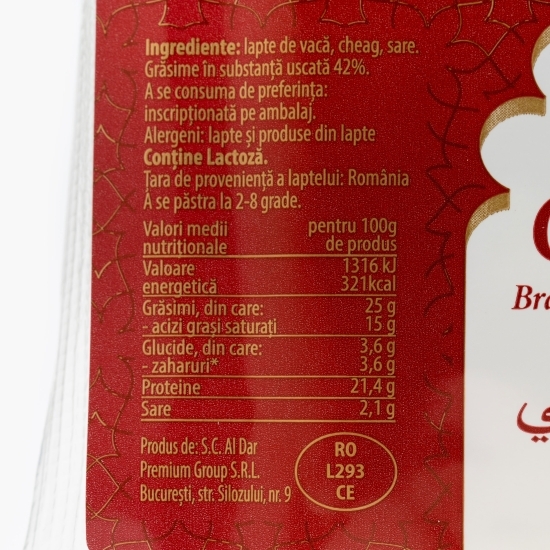 Ingrediente: lapte de vacă, cheag, sare.
Grăsime în substanță uscată 42%.
A se consuma de preferința:
inscripționată pe ambalaj.
Alergeni: lapte și produse din lapte
Conține Lactoză.
Țara de proveniență a laptelui: România
A se păstra la 2-8 grade.
Valori medii nutriționale pentru 100g de produs
Valoare energetică 1316 kJ 321kcal
Grăsimi, din care: 25 g
- acizi grași saturați 15 g
Glucide, din care: 3,6 g
- zaharuri* 3,6 g
Proteine 21,4 g
Sare 2,1 g
Produs de: S.C. Al Dar
Premium Group S.R.L.
București, str. Silozului, nr. 9
RO
L293
CE